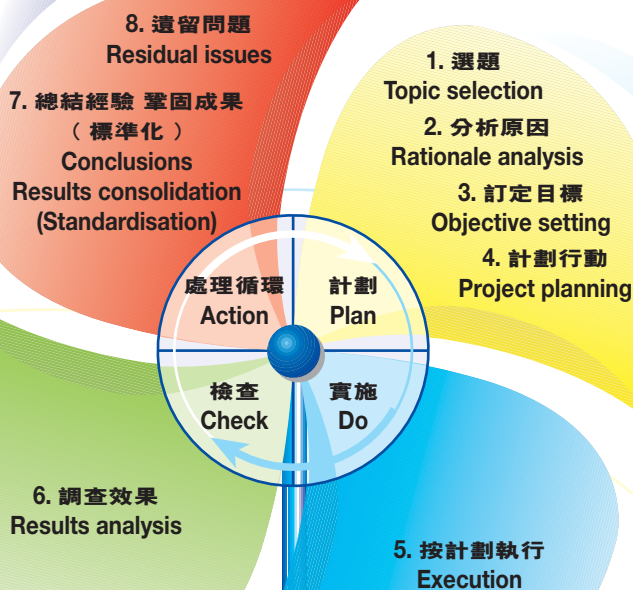 8. 遺留問題
Residual issues
7. 總結經驗 鞏固成果
（ 標準化 ）
Conclusions
Results consolidation
(Standardisation)
1. 選題
Topic selection
2. 分析原因
Rationale analysis
3. 訂定目標
Objective setting
4. 計劃行動
Project planning
處理循環
Action
計劃
Plan
檢查
Check
實施
Do
6. 調查效果
Results analysis
5. 按計劃執行
Execution